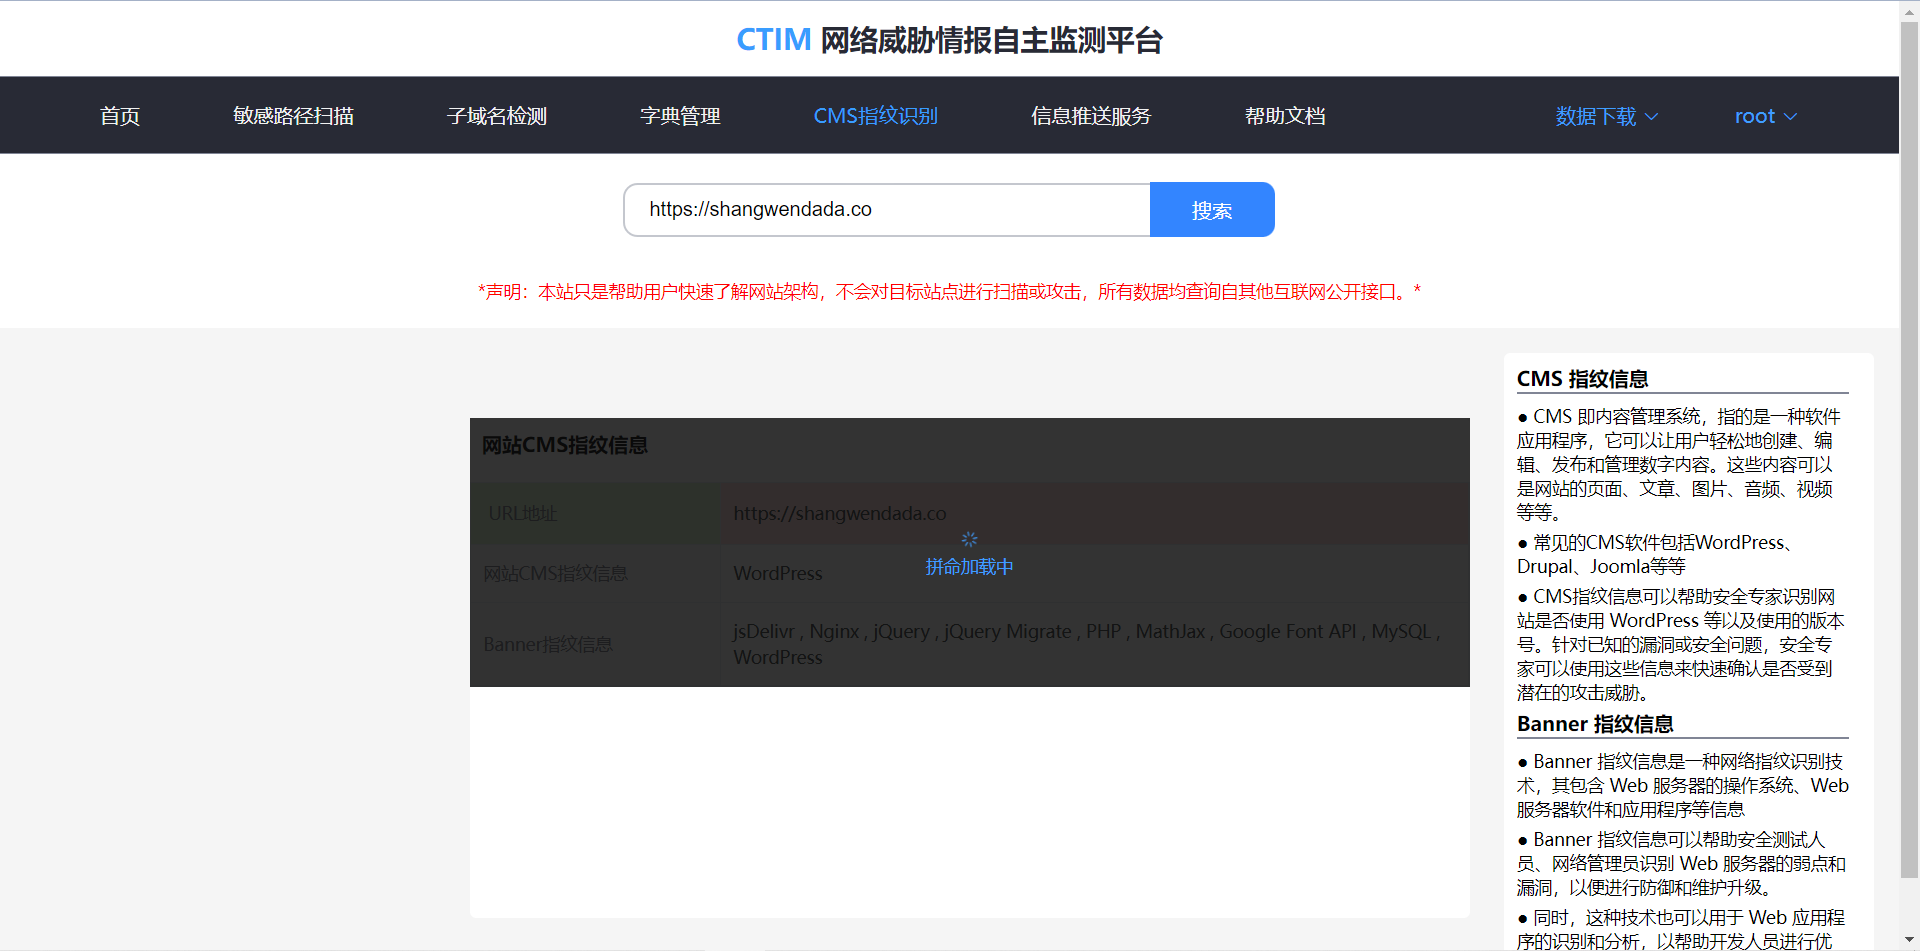 CTIM 网络威胁情报自主监测平台
首页 敏感路径扫描 子域名检测 字典管理 CMS指纹识别 信息推送服务 帮助文档 数据下载 root
https://shangwendada.co 搜索
*声明：本站只是帮助用户快速了解网站架构，不会对目标站点进行扫描或攻击，所有数据均查询自其他互联网公开接口。*
网站CMS指纹信息
URL地址 https://shangwendada.co
拼命加载中
网站CMS指纹信息 WordPress
Banner指纹信息 jsDelivr , Nginx , jQuery , jQuery Migrate , PHP , MathJax , Google Font API , MySQL ,
WordPress
CMS 指纹信息
● CMS 即内容管理系统，指的是一种软件
应用程序，它可以让用户轻松地创建、编
辑、发布和管理数字内容。这些内容可以
是网站的页面、文章、图片、音频、视频
等等。
● 常见的CMS软件包括WordPress、
Drupal、Joomla等等
● CMS指纹信息可以帮助安全专家识别网
站是否使用 WordPress 等以及使用的版本
号。针对已知的漏洞或安全问题，安全专
家可以使用这些信息来快速确认是否受到
潜在的攻击威胁。
Banner 指纹信息
● Banner 指纹信息是一种网络指纹识别技
术，其包含 Web 服务器的操作系统、Web
服务器软件和应用程序等信息
● Banner 指纹信息可以帮助安全测试人
员、网络管理员识别 Web 服务器的弱点和
漏洞，以便进行防御和维护升级。
● 同时，这种技术也可以用于 Web 应用程
序的识别和分析，以帮助开发人员进行优